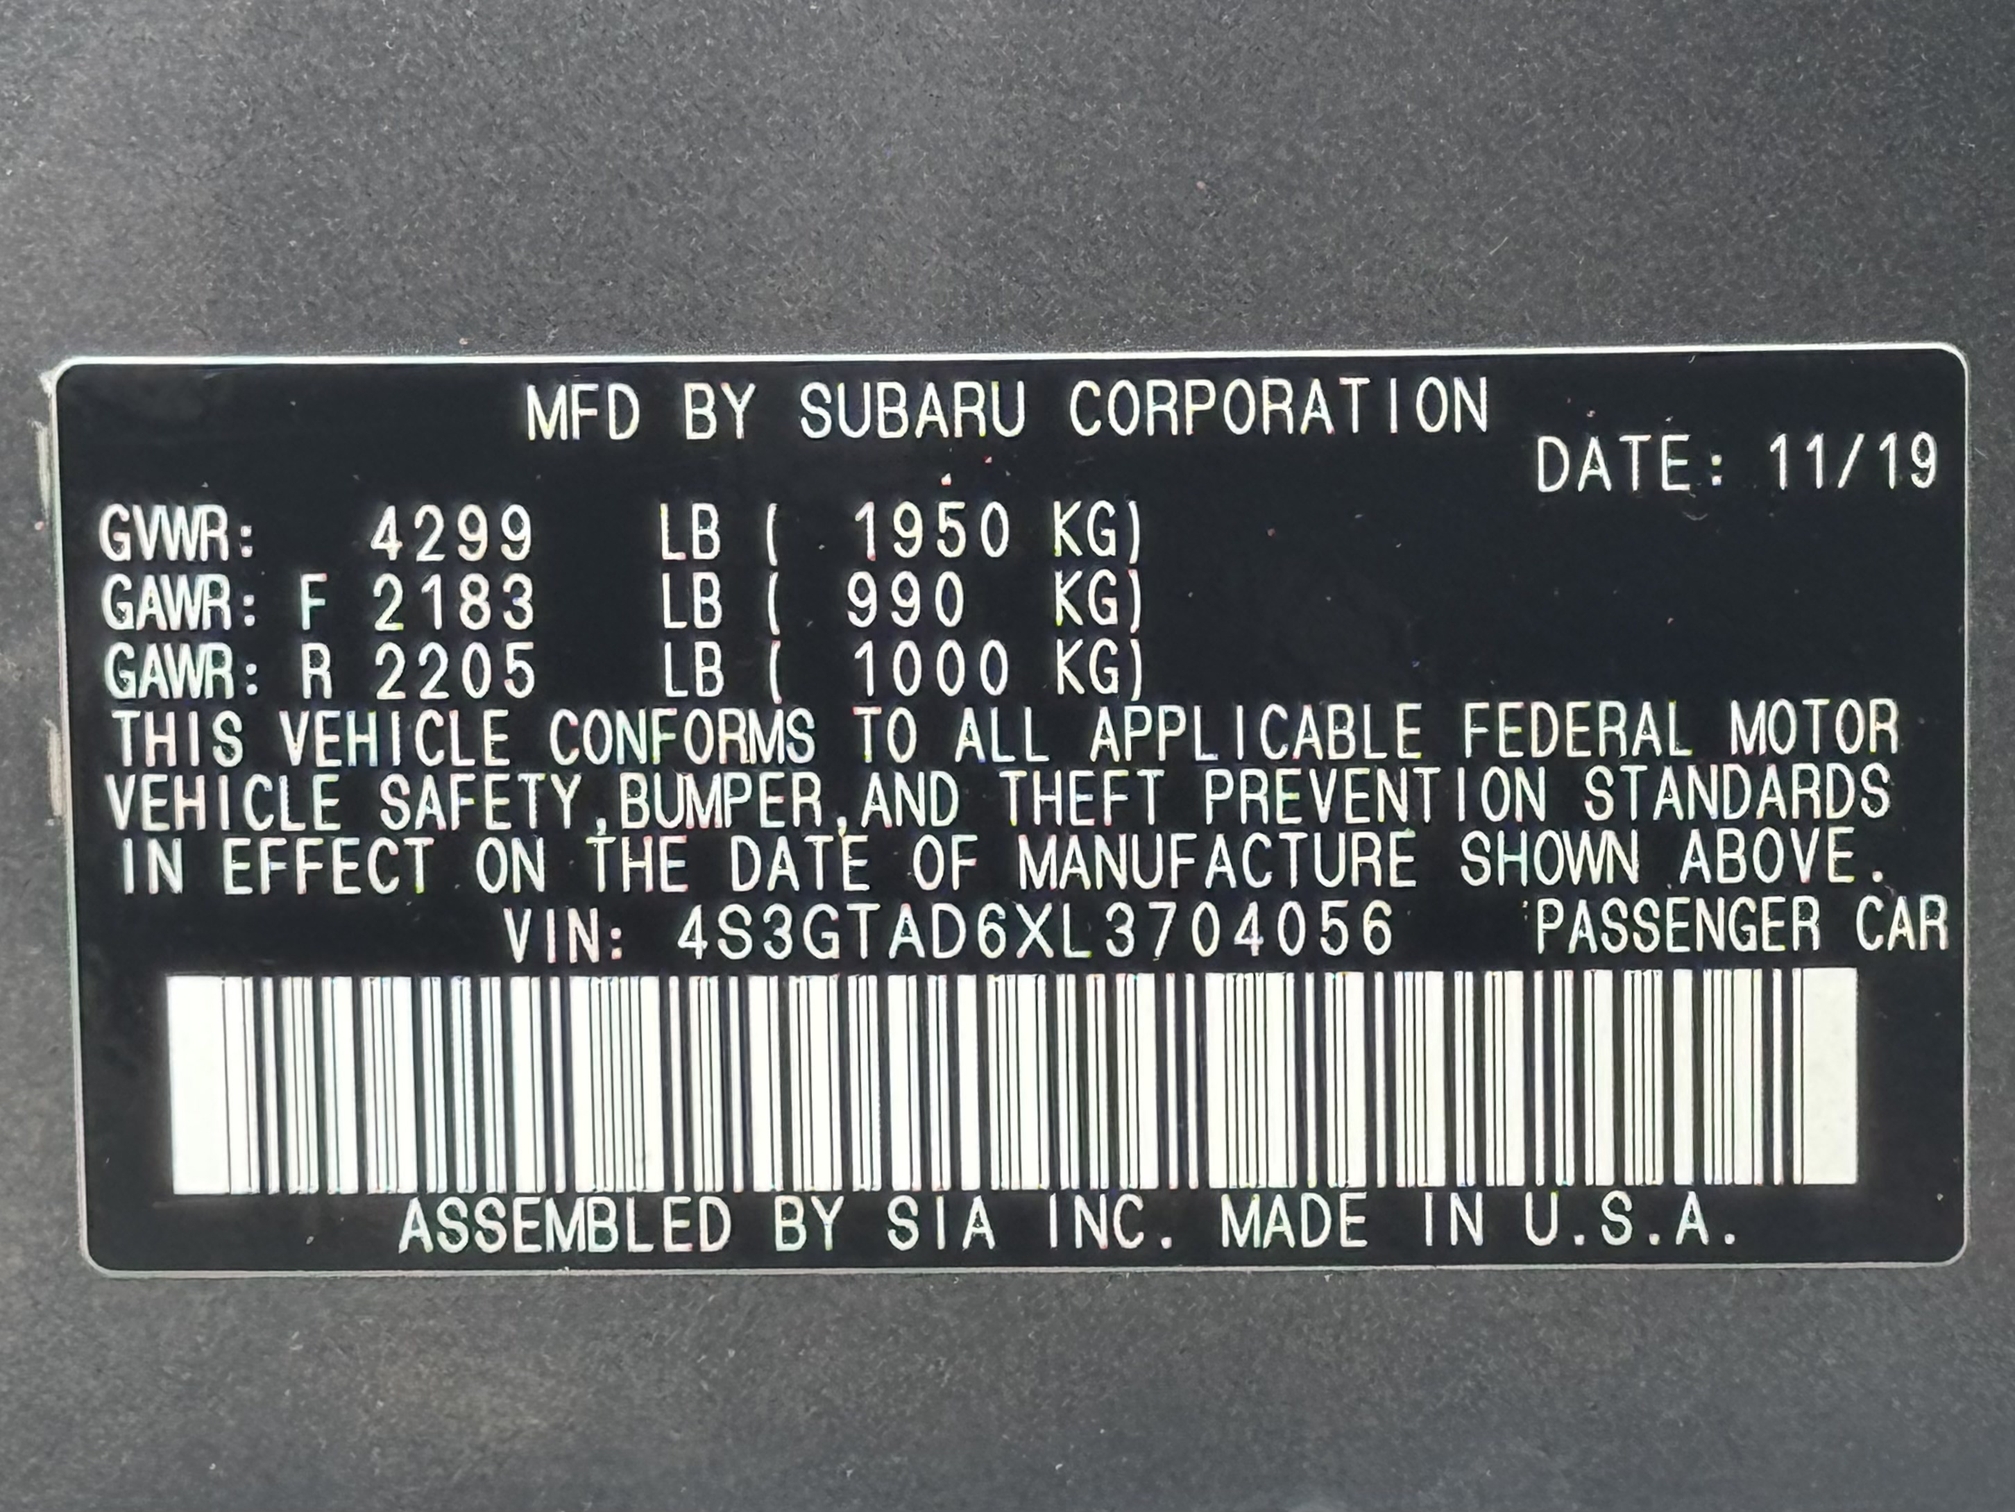 MFD BY SUBARU CORPORATION
DATE: 11/19
GVWR: 4299 LB ( 1950 KG)
GAWR: F 2183 LB ( 990 KG)
GAWR: R 2205 LB ( 1000 KG)
THIS VEHICLE CONFORMS TO ALL APPLICABLE FEDERAL MOTOR
VEHICLE SAFETY,BUMPER,AND THEFT PREVENTION STANDARDS
IN EFFECT ON THE DATE OF MANUFACTURE SHOWN ABOVE.
VIN: 4S3GTAD6XL3704056 PASSENGER CAR
ASSEMBLED BY SIA INC. MADE IN U.S.A.